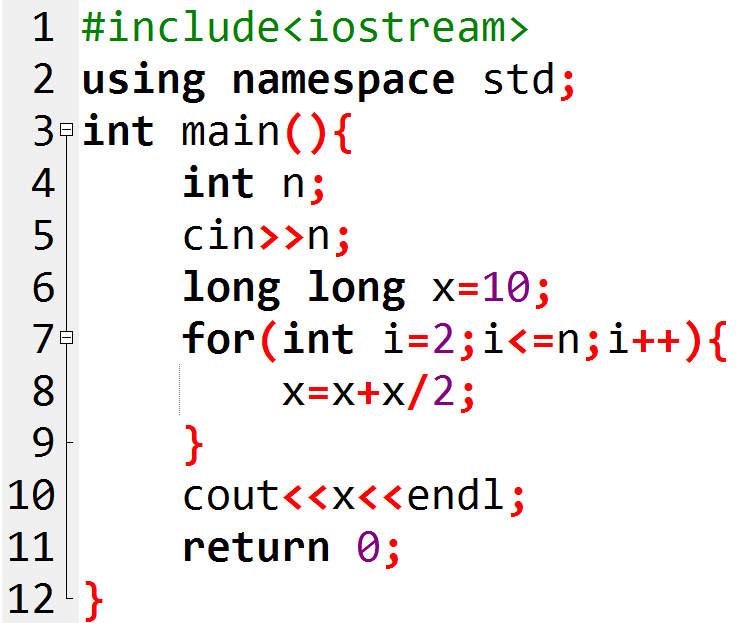 1 #include<iostream>
2 using namespace std;
3 int main(){
4     int n;
5     cin>>n;
6     long long x=10;
7     for(int i=2;i<=n;i++){
8         x=x+x/2;
9     }
10     cout<<x<<endl;
11     return 0;
12 }